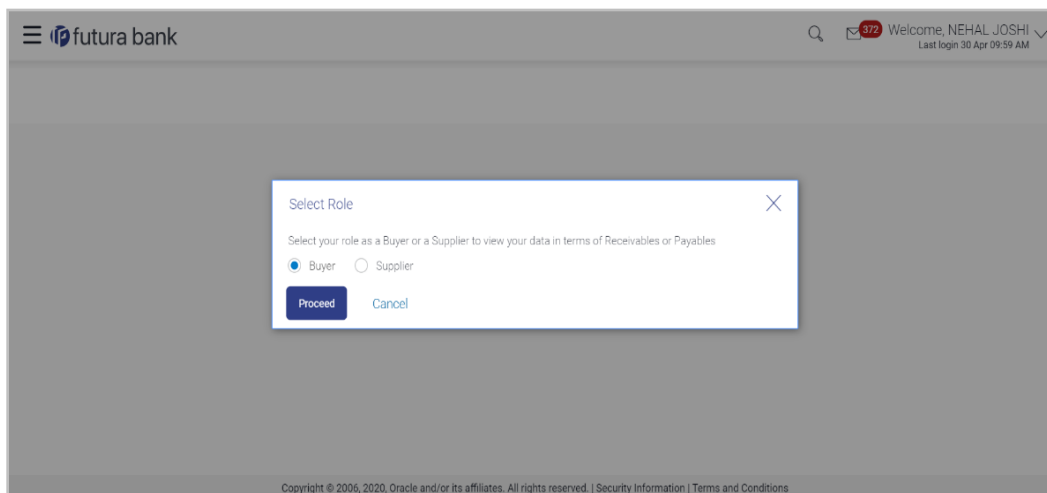 futura bank
372 Welcome, NEHAL JOSHI
Last login 30 Apr 09:59 AM
Select Role
Select your role as a Buyer or a Supplier to view your data in terms of Receivables or Payables
Buyer Supplier
Proceed Cancel
Copyright © 2006, 2020, Oracle and/or its affiliates. All rights reserved. | Security Information | Terms and Conditions